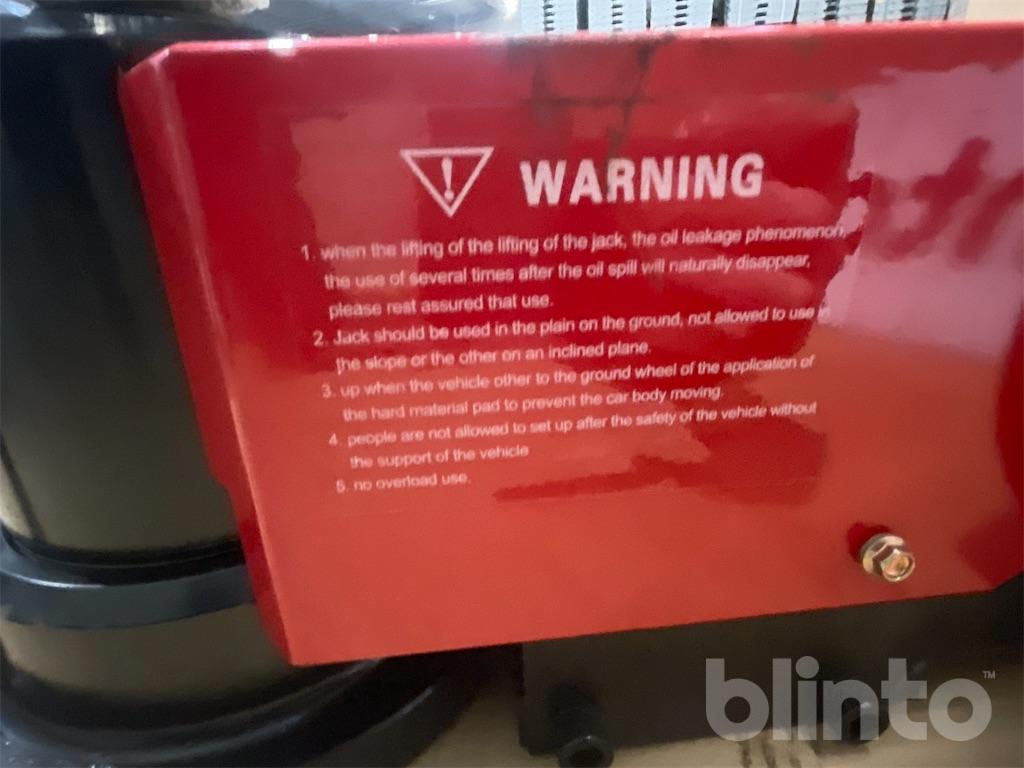 WARNING
1. when the lifting of the lifting of the jack, the oil leakage phenomenon,
the use of several times after the oil spill will naturally disappear,
please rest assured that use.
2. Jack should be used in the plain on the ground, not allowed to use in
the slope or the other on an inclined plane.
3. up when the vehicle other to the ground wheel of the application of
the hard material pad to prevent the car body moving.
4. people are not allowed to set up after the safety of the vehicle without
the support of the vehicle
5. no overload use.
blinto™